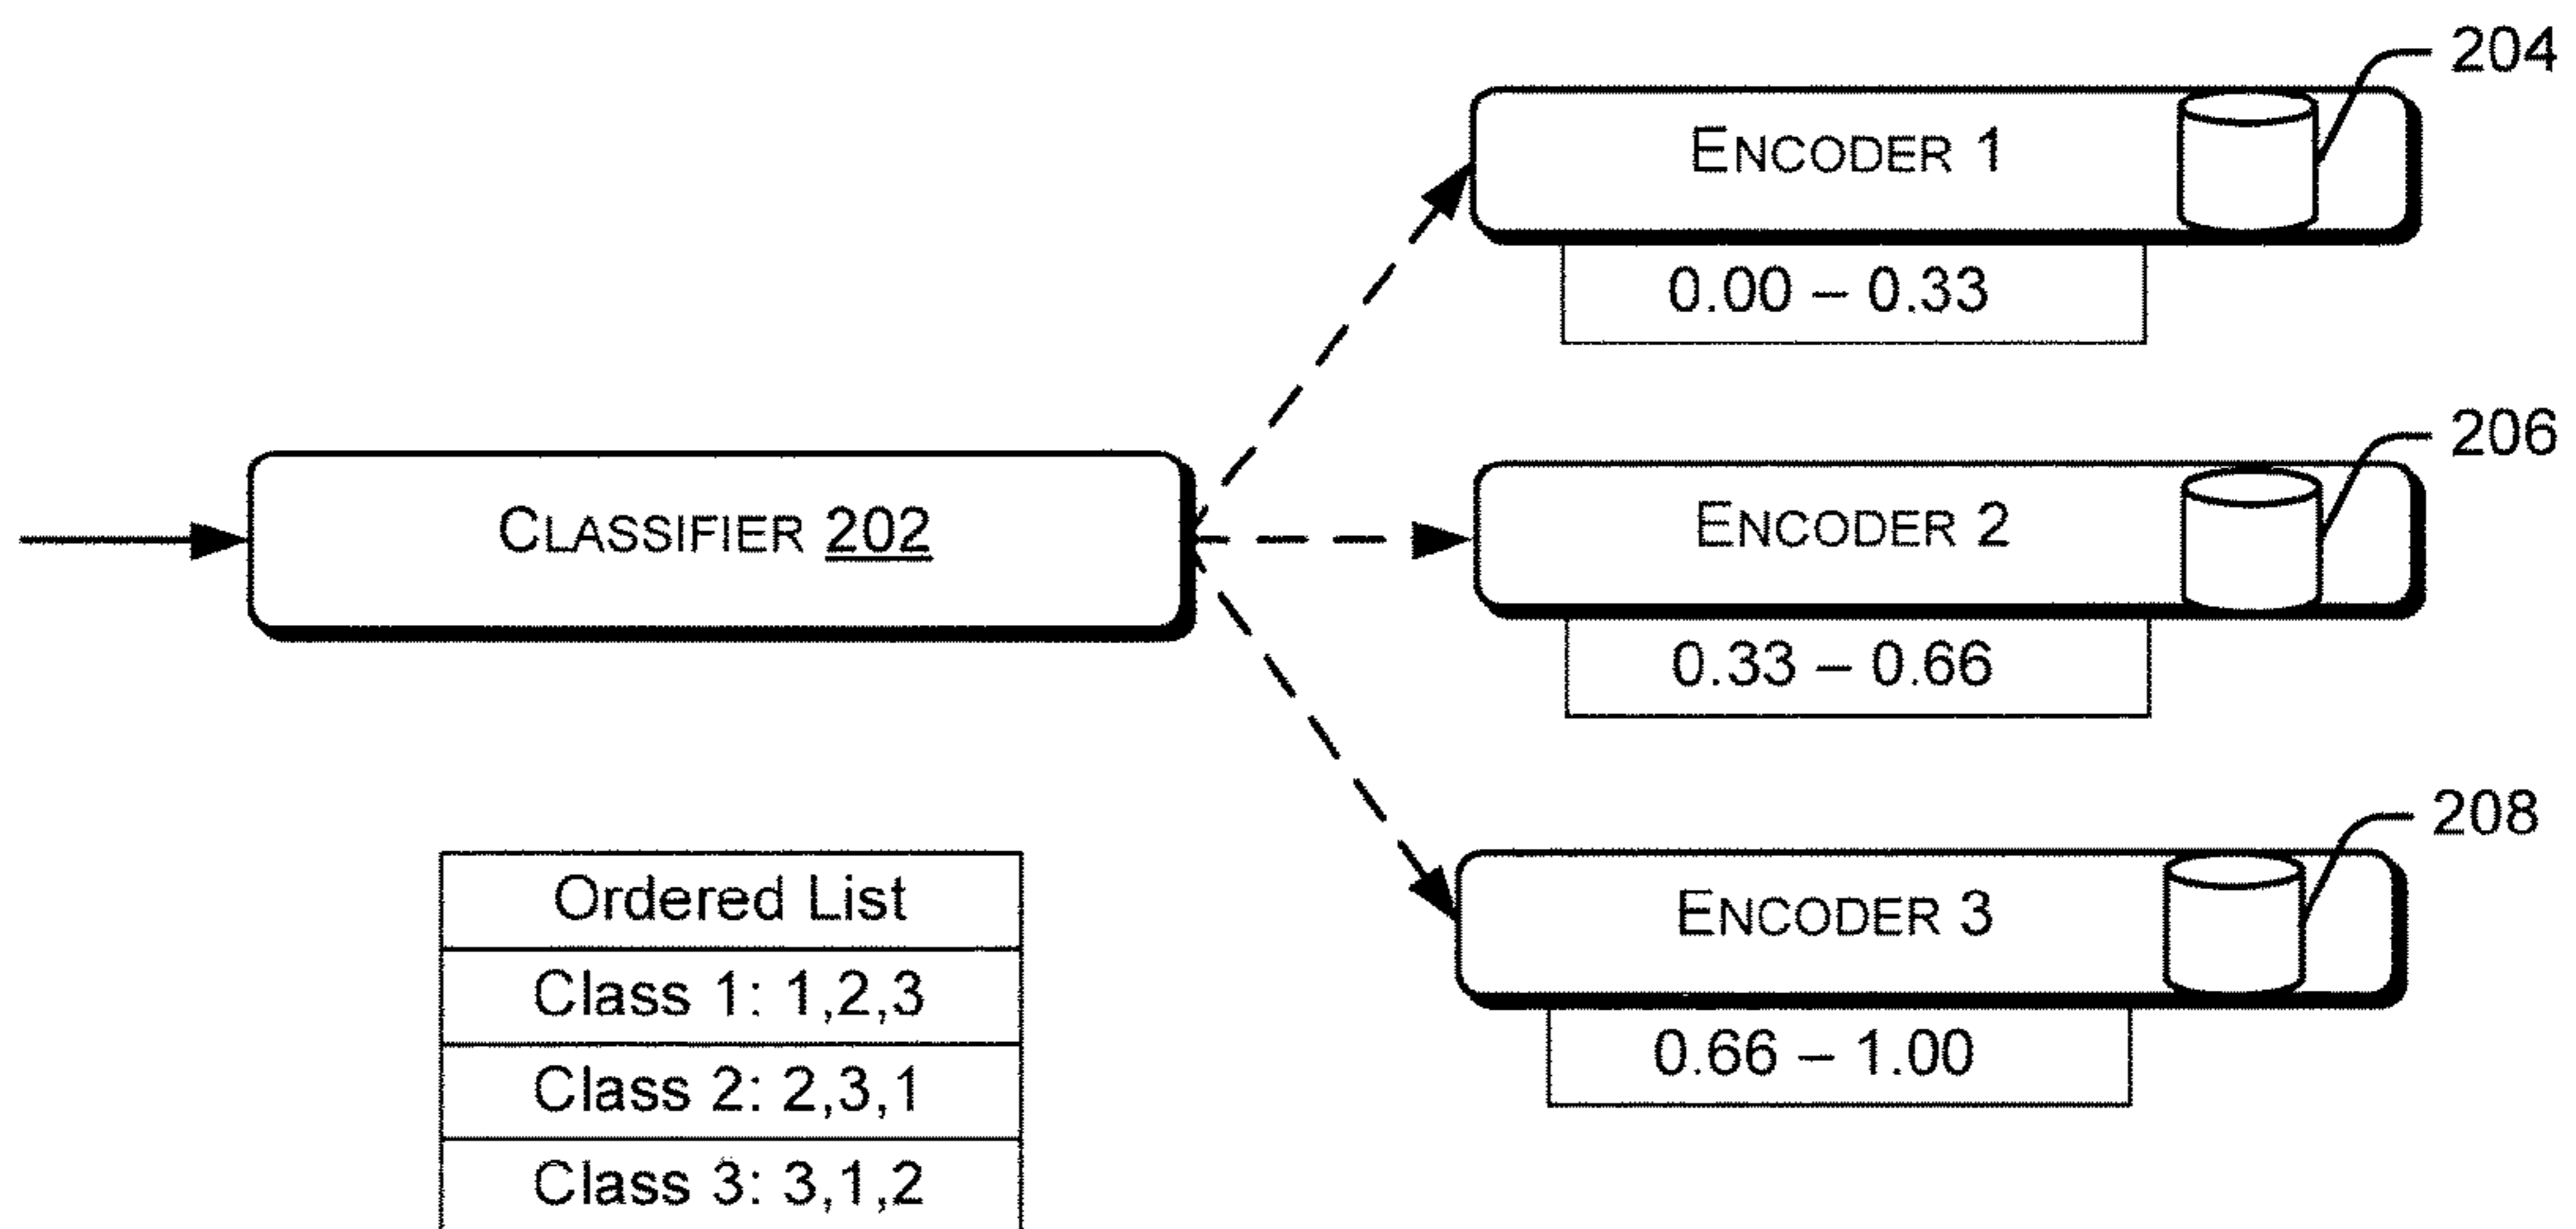 204
ENCODER 1
0.00 – 0.33
206
CLASSIFIER 202
ENCODER 2
0.33 – 0.66
208
ENCODER 3
0.66 – 1.00
Ordered List
Class 1: 1,2,3
Class 2: 2,3,1
Class 3: 3,1,2